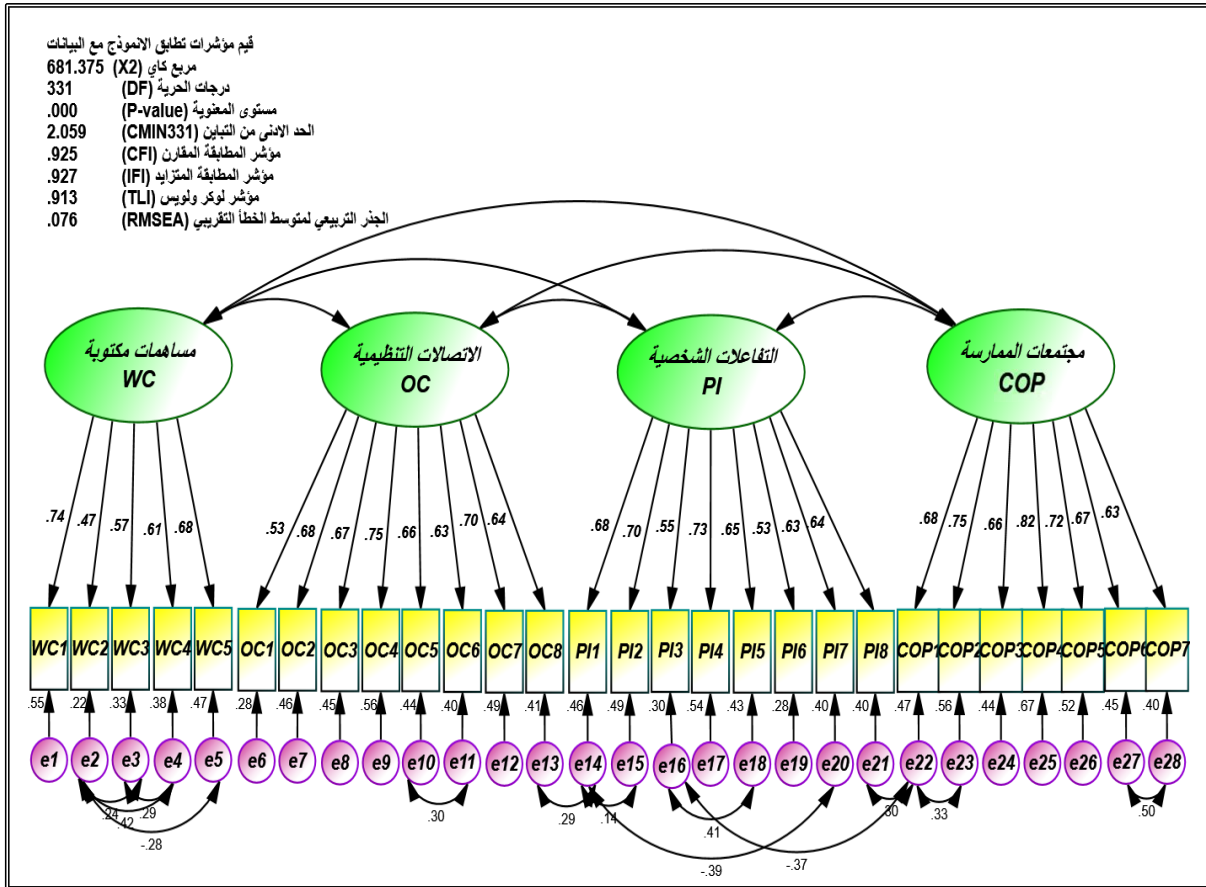 قيم مؤشرات تطابق الانموذج مع البيانات
مربع كاي (X2) 681.375
درجات الحرية (DF) 331
مستوى المعنوية (P-value) .000
الحد الادنى من التباين (CMIN331) 2.059
مؤشر المطابقة المقارن (CFI) .925
مؤشر المطابقة المتزايد (IFI) .927
مؤشر لوكر ولويس (TLI) .913
الجذر التربيعي لمتوسط الخطأ التقريبي (RMSEA) .076
مساهمات مكتوبة
WC
الاتصالات التنظيمية
OC
التفاعلات الشخصية
PI
مجتمعات الممارسة
COP
.74 .47 .57 .61 .68 .53 .68 .67 .75 .66 .63 .70 .64 .68 .70 .55 .73 .65 .53 .63 .64 .68 .75 .66 .82 .72 .67 .63
WC1 WC2 WC3 WC4 WC5 OC1 OC2 OC3 OC4 OC5 OC6 OC7 OC8 PI1 PI2 PI3 PI4 PI5 PI6 PI7 PI8 COP1 COP2 COP3 COP4 COP5 COP6 COP7
.55 .22 .33 .38 .47 .28 .46 .45 .56 .44 .40 .49 .41 .46 .49 .30 .54 .43 .28 .40 .40 .47 .56 .44 .67 .52 .45 .40
e1 e2 e3 e4 e5 e6 e7 e8 e9 e10 e11 e12 e13 e14 e15 e16 e17 e18 e19 e20 e21 e22 e23 e24 e25 e26 e27 e28
.24 .42 .29 -.28 .30 .29 .14 .41 -.39 -.37 .30 .33 .50